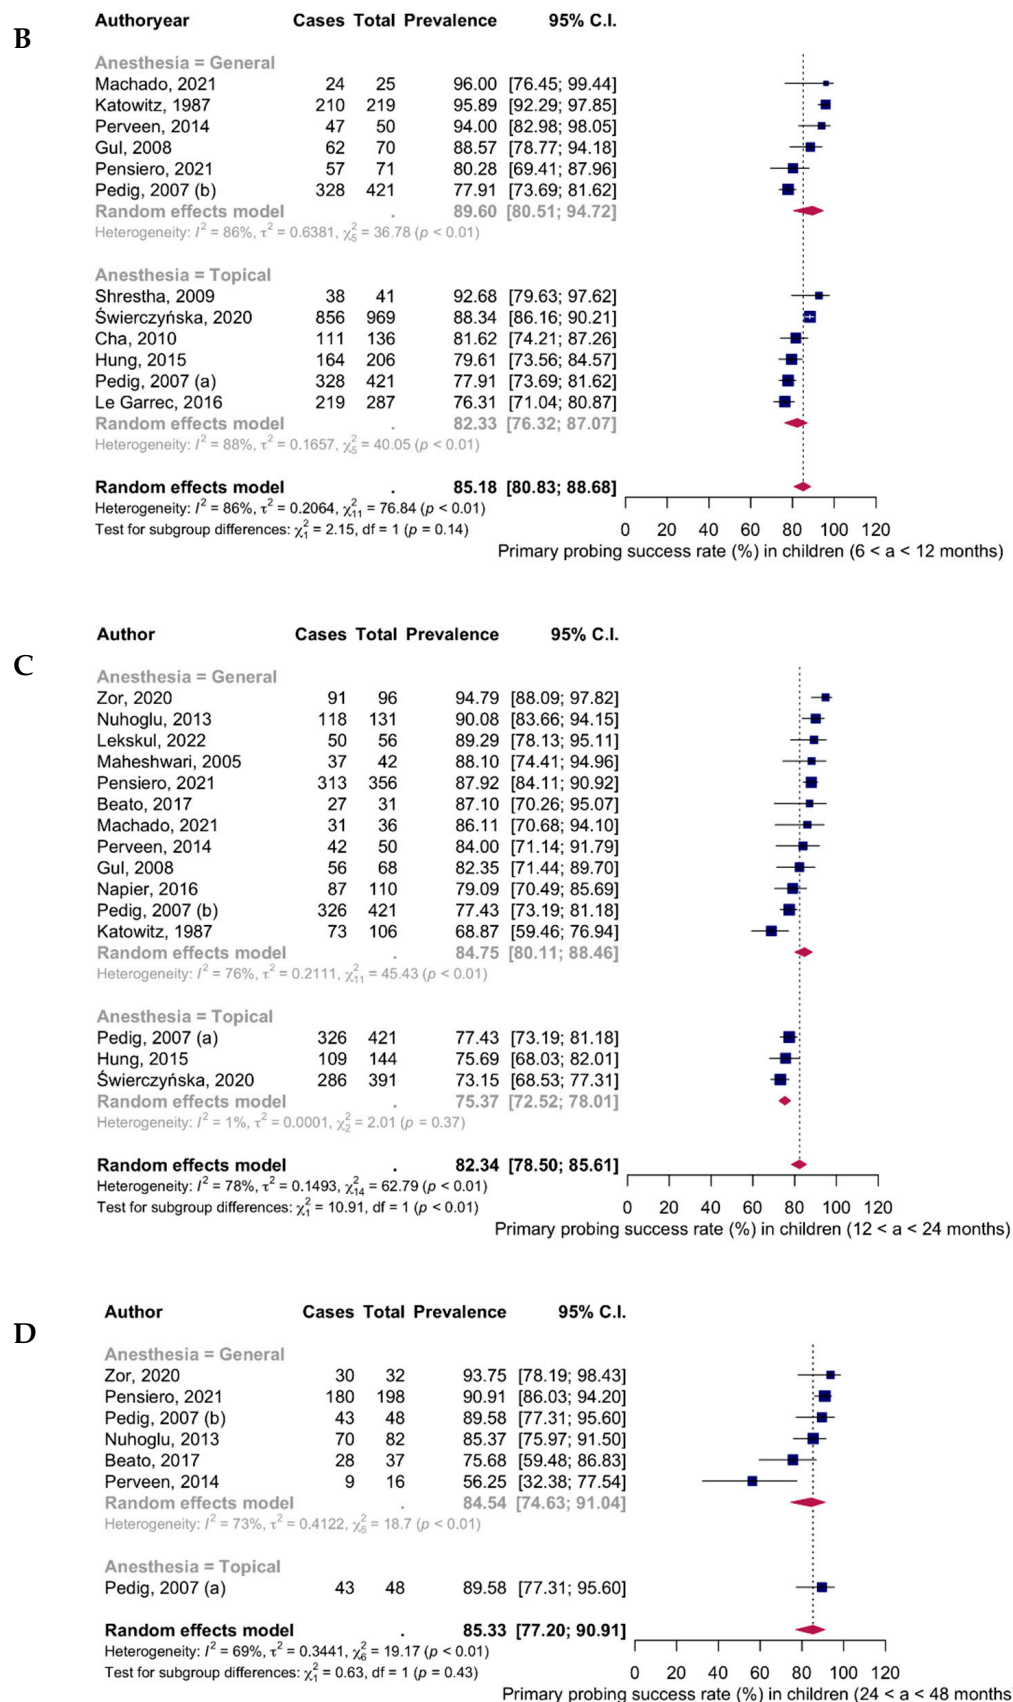 B
Authoryear Cases Total Prevalence 95% C.I.
Anesthesia = General
Machado, 2021 24 25 96.00 [76.45; 99.44]
Katowitz, 1987 210 219 95.89 [92.29; 97.85]
Perveen, 2014 47 50 94.00 [82.98; 98.05]
Gul, 2008 62 70 88.57 [78.77; 94.18]
Pensiero, 2021 57 71 80.28 [69.41; 87.96]
Pedig, 2007 (b) 328 421 77.91 [73.69; 81.62]
Random effects model . 89.60 [80.51; 94.72]
Heterogeneity: I² = 86%, τ² = 0.6381, χ²₅ = 36.78 (p < 0.01)
Anesthesia = Topical
Shrestha, 2009 38 41 92.68 [79.63; 97.62]
Świerczyńska, 2020 856 969 88.34 [86.16; 90.21]
Cha, 2010 111 136 81.62 [74.21; 87.26]
Hung, 2015 164 206 79.61 [73.56; 84.57]
Pedig, 2007 (a) 328 421 77.91 [73.69; 81.62]
Le Garrec, 2016 219 287 76.31 [71.04; 80.87]
Random effects model . 82.33 [76.32; 87.07]
Heterogeneity: I² = 88%, τ² = 0.1657, χ²₅ = 40.05 (p < 0.01)
Random effects model . 85.18 [80.83; 88.68]
Heterogeneity: I² = 86%, τ² = 0.2064, χ²₁₁ = 76.84 (p < 0.01)
Test for subgroup differences: χ²₁ = 2.15, df = 1 (p = 0.14)
0 20 40 60 80 100 120
Primary probing success rate (%) in children (6 < a < 12 months)
C
Author Cases Total Prevalence 95% C.I.
Anesthesia = General
Zor, 2020 91 96 94.79 [88.09; 97.82]
Nuhoglu, 2013 118 131 90.08 [83.66; 94.15]
Lekskul, 2022 50 56 89.29 [78.13; 95.11]
Maheshwari, 2005 37 42 88.10 [74.41; 94.96]
Pensiero, 2021 313 356 87.92 [84.11; 90.92]
Beato, 2017 27 31 87.10 [70.26; 95.07]
Machado, 2021 31 36 86.11 [70.68; 94.10]
Perveen, 2014 42 50 84.00 [71.14; 91.79]
Gul, 2008 56 68 82.35 [71.44; 89.70]
Napier, 2016 87 110 79.09 [70.49; 85.69]
Pedig, 2007 (b) 326 421 77.43 [73.19; 81.18]
Katowitz, 1987 73 106 68.87 [59.46; 76.94]
Random effects model . 84.75 [80.11; 88.46]
Heterogeneity: I² = 76%, τ² = 0.2111, χ²₁₁ = 45.43 (p < 0.01)
Anesthesia = Topical
Pedig, 2007 (a) 326 421 77.43 [73.19; 81.18]
Hung, 2015 109 144 75.69 [68.03; 82.01]
Świerczyńska, 2020 286 391 73.15 [68.53; 77.31]
Random effects model . 75.37 [72.52; 78.01]
Heterogeneity: I² = 1%, τ² = 0.0001, χ²₂ = 2.01 (p = 0.37)
Random effects model . 82.34 [78.50; 85.61]
Heterogeneity: I² = 78%, τ² = 0.1493, χ²₁₄ = 62.79 (p < 0.01)
Test for subgroup differences: χ²₁ = 10.91, df = 1 (p < 0.01)
0 20 40 60 80 100 120
Primary probing success rate (%) in children (12 < a < 24 months)
D
Author Cases Total Prevalence 95% C.I.
Anesthesia = General
Zor, 2020 30 32 93.75 [78.19; 98.43]
Pensiero, 2021 180 198 90.91 [86.03; 94.20]
Pedig, 2007 (b) 43 48 89.58 [77.31; 95.60]
Nuhoglu, 2013 70 82 85.37 [75.97; 91.50]
Beato, 2017 28 37 75.68 [59.48; 86.83]
Perveen, 2014 9 16 56.25 [32.38; 77.54]
Random effects model . 84.54 [74.63; 91.04]
Heterogeneity: I² = 73%, τ² = 0.4122, χ²₅ = 18.7 (p < 0.01)
Anesthesia = Topical
Pedig, 2007 (a) 43 48 89.58 [77.31; 95.60]
Random effects model . 85.33 [77.20; 90.91]
Heterogeneity: I² = 69%, τ² = 0.3441, χ²₆ = 19.17 (p < 0.01)
Test for subgroup differences: χ²₁ = 0.63, df = 1 (p = 0.43)
0 20 40 60 80 100 120
Primary probing success rate (%) in children (24 < a < 48 months